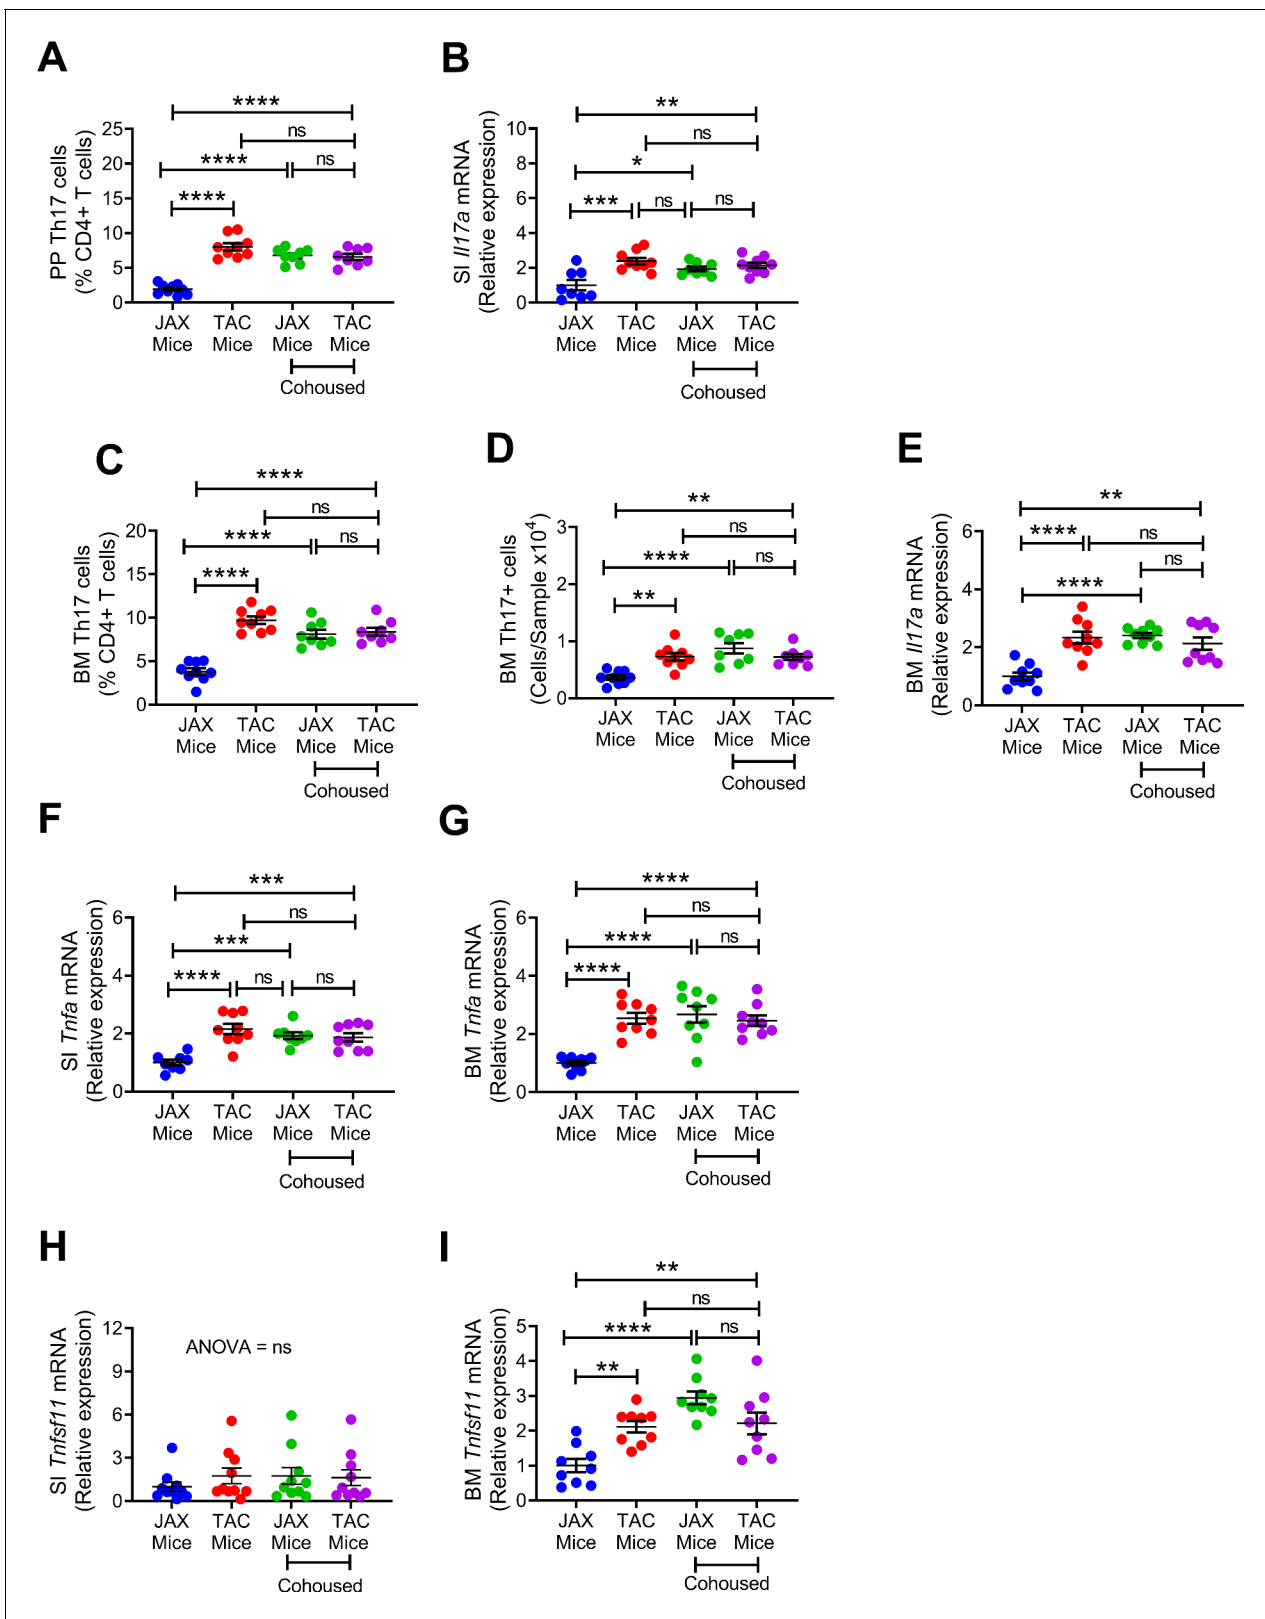 A
PP Th17 cells
(% CD4+ T cells)
25
20
15
10
5
0
****
ns
**** ns
****
JAX Mice
TAC Mice
JAX Mice
TAC Mice
Cohoused
B
SI Il17a mRNA
(Relative expression)
10
8
6
4
2
0
**
ns
*
*** ns ns
JAX Mice
TAC Mice
JAX Mice
TAC Mice
Cohoused
C
BM Th17 cells
(% CD4+ T cells)
20
15
10
5
0
****
ns
**** ns
****
JAX Mice
TAC Mice
JAX Mice
TAC Mice
Cohoused
D
BM Th17+ cells
(Cells/Sample x10⁴)
3
2
1
0
**
ns
**** ns
**
JAX Mice
TAC Mice
JAX Mice
TAC Mice
Cohoused
E
BM Il17a mRNA
(Relative expression)
6
4
2
0
**
**** ns
ns
****
JAX Mice
TAC Mice
JAX Mice
TAC Mice
Cohoused
F
SI Tnfa mRNA
(Relative expression)
6
4
2
0
***
ns
***
**** ns ns
JAX Mice
TAC Mice
JAX Mice
TAC Mice
Cohoused
G
BM Tnfa mRNA
(Relative expression)
6
4
2
0
****
ns
**** ns
****
JAX Mice
TAC Mice
JAX Mice
TAC Mice
Cohoused
H
SI Tnfsf11 mRNA
(Relative expression)
12
9
6
3
0
ANOVA = ns
JAX Mice
TAC Mice
JAX Mice
TAC Mice
Cohoused
I
BM Tnfsf11 mRNA
(Relative expression)
5
4
3
2
1
0
**
ns
**** ns
**
JAX Mice
TAC Mice
JAX Mice
TAC Mice
Cohoused